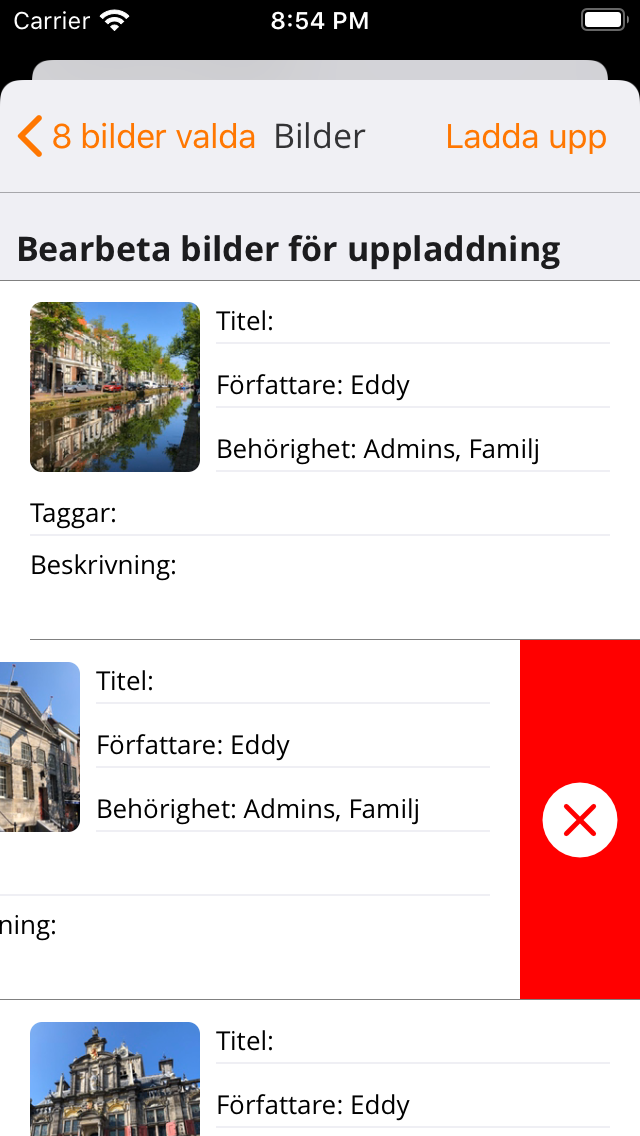 Carrier 8:54 PM
8 bilder valda Bilder Ladda upp
Bearbeta bilder för uppladdning
Titel:
Författare: Eddy
Behörighet: Admins, Familj
Taggar:
Beskrivning:
Titel:
Författare: Eddy
Behörighet: Admins, Familj
ning:
Titel:
Författare: Eddy